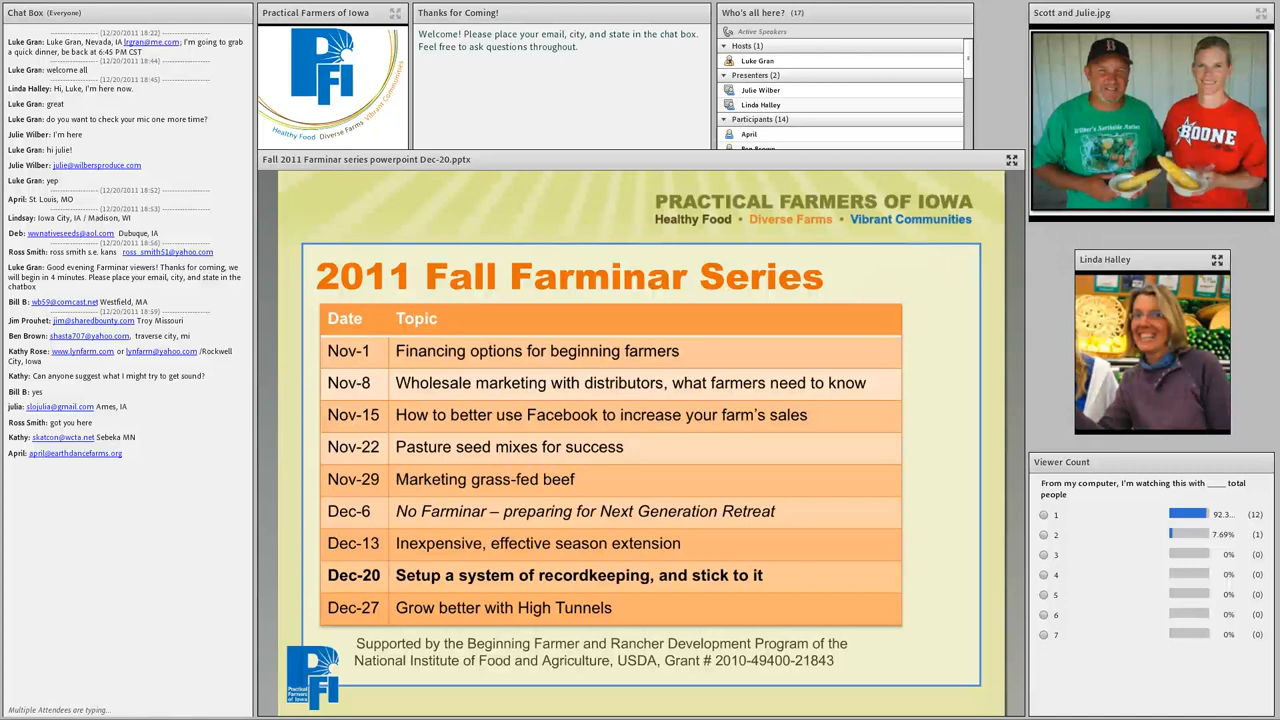 Chat Box (Everyone)
------------------ (12/20/2011 18:22) ------------------
Luke Gran: Luke Gran, Nevada, IA lrgran@me.com; I'm going to grab
a quick dinner, be back at 6:45 PM CST
------------------ (12/20/2011 18:44) ------------------
Luke Gran: welcome all
------------------ (12/20/2011 18:45) ------------------
Linda Halley: Hi, Luke, I'm here now.
Luke Gran: great
Luke Gran: do you want to check your mic one more time?
Julie Wilber: I'm here
Luke Gran: hi julie!
Julie Wilber: julie@wilbersproduce.com
Luke Gran: yep
------------------ (12/20/2011 18:52) ------------------
April: St. Louis, MO
------------------ (12/20/2011 18:53) ------------------
Lindsay: Iowa City, IA / Madison, WI
Deb: wwnativeseeds@aol.com Dubuque, IA
------------------ (12/20/2011 18:56) ------------------
Ross Smith: ross smith s.e. kans ross_smith51@yahoo.com
Luke Gran: Good evening Farminar viewers! Thanks for coming, we
will begin in 4 minutes. Please place your email, city, and state in the
chatbox
Bill B: wb59@comcast.net Westfield, MA
------------------ (12/20/2011 18:59) ------------------
Jim Prouhet: jim@sharedbounty.com Troy Missouri
Ben Brown: shasta707@yahoo.com, traverse city, mi
Kathy Rose: www.lynfarm.com or lynfarm@yahoo.com /Rockwell
City, Iowa
Kathy: Can anyone suggest what I might try to get sound?
Bill B: yes
julia: slojulia@gmail.com Ames, IA
Ross Smith: got you here
Kathy: skatcon@wcta.net Sebeka MN
April: april@earthdancefarms.org
Multiple Attendees are typing...
Practical Farmers of Iowa
PFI
Healthy Food Diverse Farms Vibrant Communities
Thanks for Coming!
Welcome! Please place your email, city, and state in the chat box.
Feel free to ask questions throughout.
Who's all here? (17)
Active Speakers
Hosts (1)
Luke Gran
Presenters (2)
Julie Wilber
Linda Halley
Participants (14)
April
Ben Brown
Fall 2011 Farminar series powerpoint Dec-20.pptx
PRACTICAL FARMERS OF IOWA
Healthy Food • Diverse Farms • Vibrant Communities
2011 Fall Farminar Series
Date Topic
Nov-1 Financing options for beginning farmers
Nov-8 Wholesale marketing with distributors, what farmers need to know
Nov-15 How to better use Facebook to increase your farm's sales
Nov-22 Pasture seed mixes for success
Nov-29 Marketing grass-fed beef
Dec-6 No Farminar – preparing for Next Generation Retreat
Dec-13 Inexpensive, effective season extension
Dec-20 Setup a system of recordkeeping, and stick to it
Dec-27 Grow better with High Tunnels
Supported by the Beginning Farmer and Rancher Development Program of the
National Institute of Food and Agriculture, USDA, Grant # 2010-49400-21843
PFI
Practical
Farmers
of Iowa
Scott and Julie.jpg
BOONE
Linda Halley
Viewer Count
From my computer, I'm watching this with ____ total
people
1 92.3... (12)
2 7.69% (1)
3 0% (0)
4 0% (0)
5 0% (0)
6 0% (0)
7 0% (0)